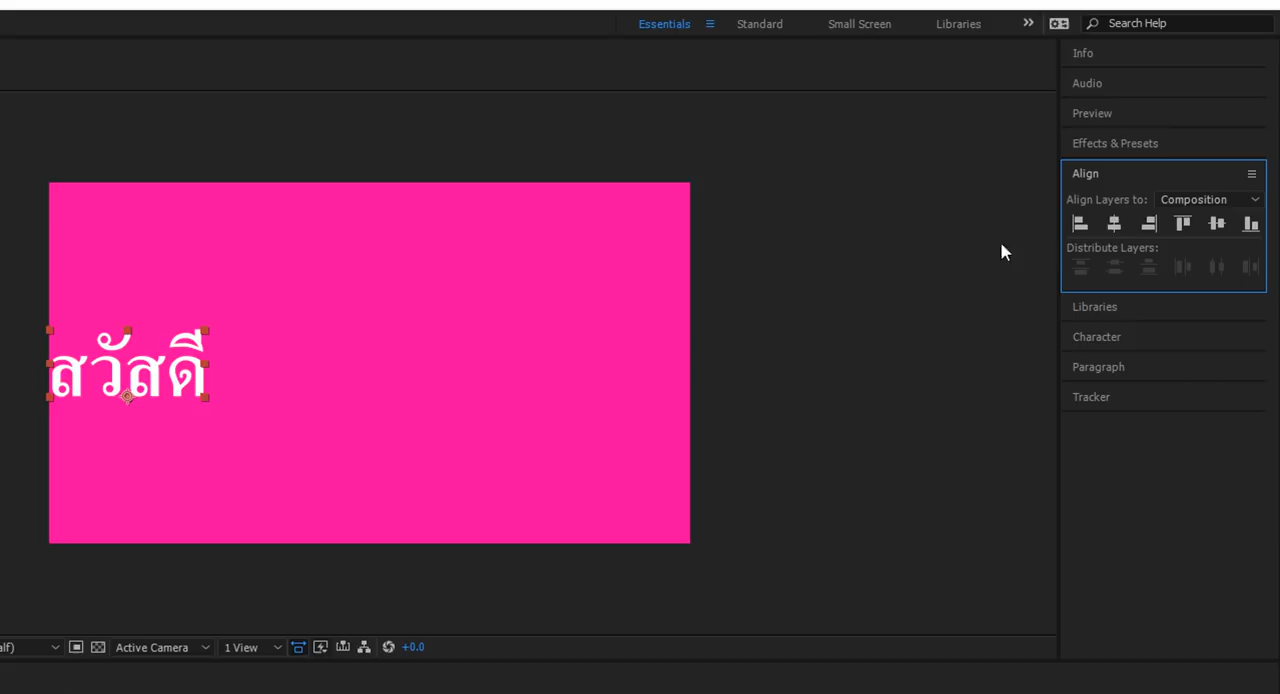 Essentials Standard Small Screen Libraries Search Help
Info
Audio
Preview
Effects & Presets
Align
Align Layers to: Composition
Distribute Layers:
Libraries
Character
Paragraph
Tracker
สวัสดี
alf) Active Camera 1 View +0.0